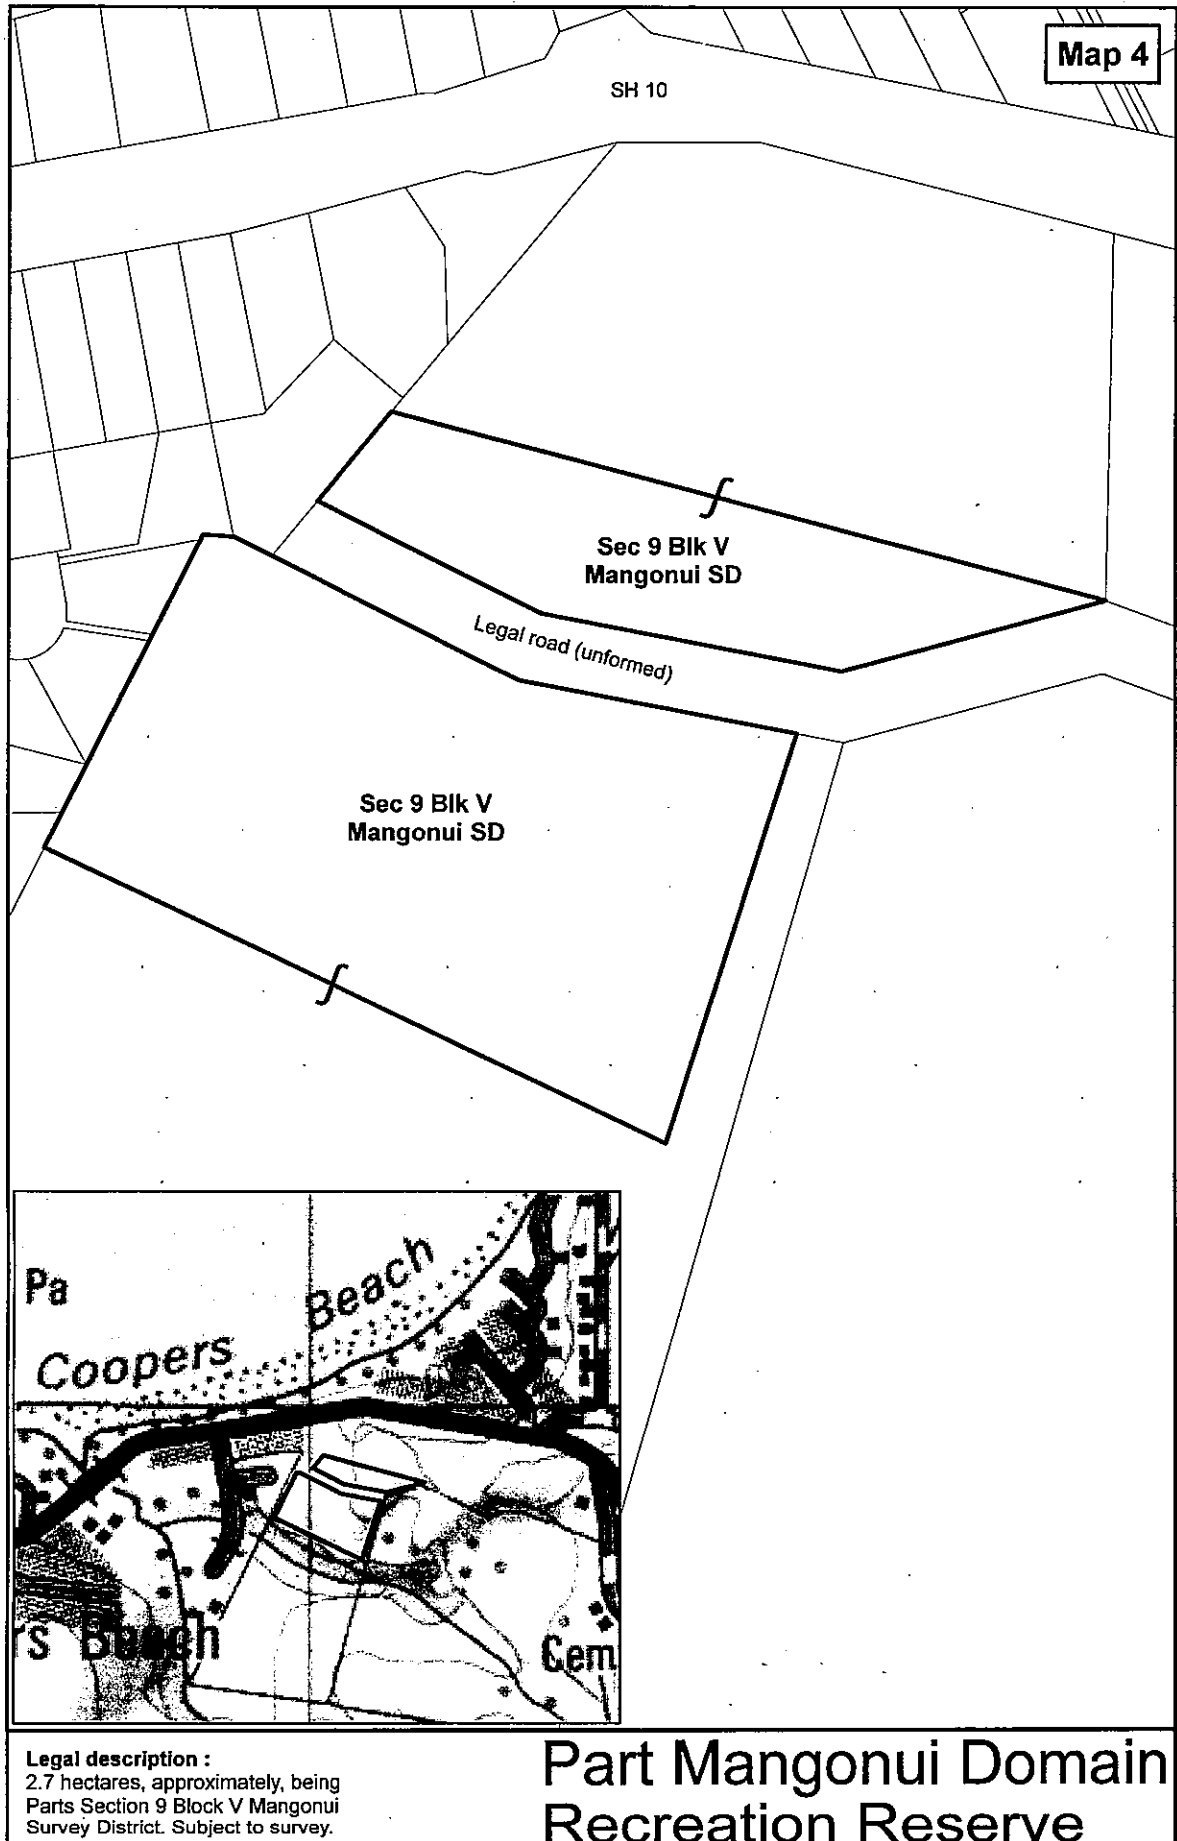 Map 4
SH 10
Sec 9 Blk V
Mangonui SD
Legal road (unformed)
Sec 9 Blk V
Mangonui SD
Pa
Coopers Beach
rs Beach
Cem
Legal description :
2.7 hectares, approximately, being
Parts Section 9 Block V Mangonui
Survey District. Subject to survey.
Part Mangonui Domain
Recreation Reserve